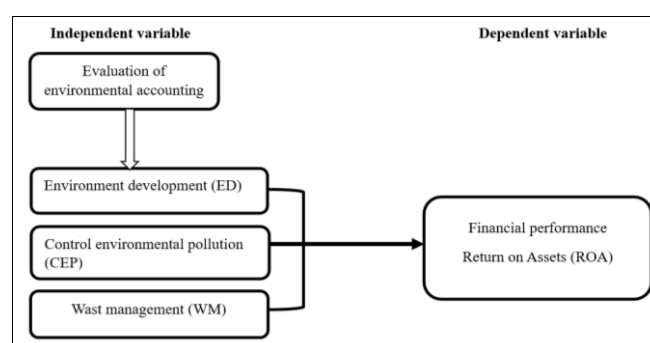 Independent variable
Dependent variable
Evaluation of
environmental accounting
Environment development (ED)
Control environmental pollution
(CEP)
Wast management (WM)
Financial performance
Return on Assets (ROA)